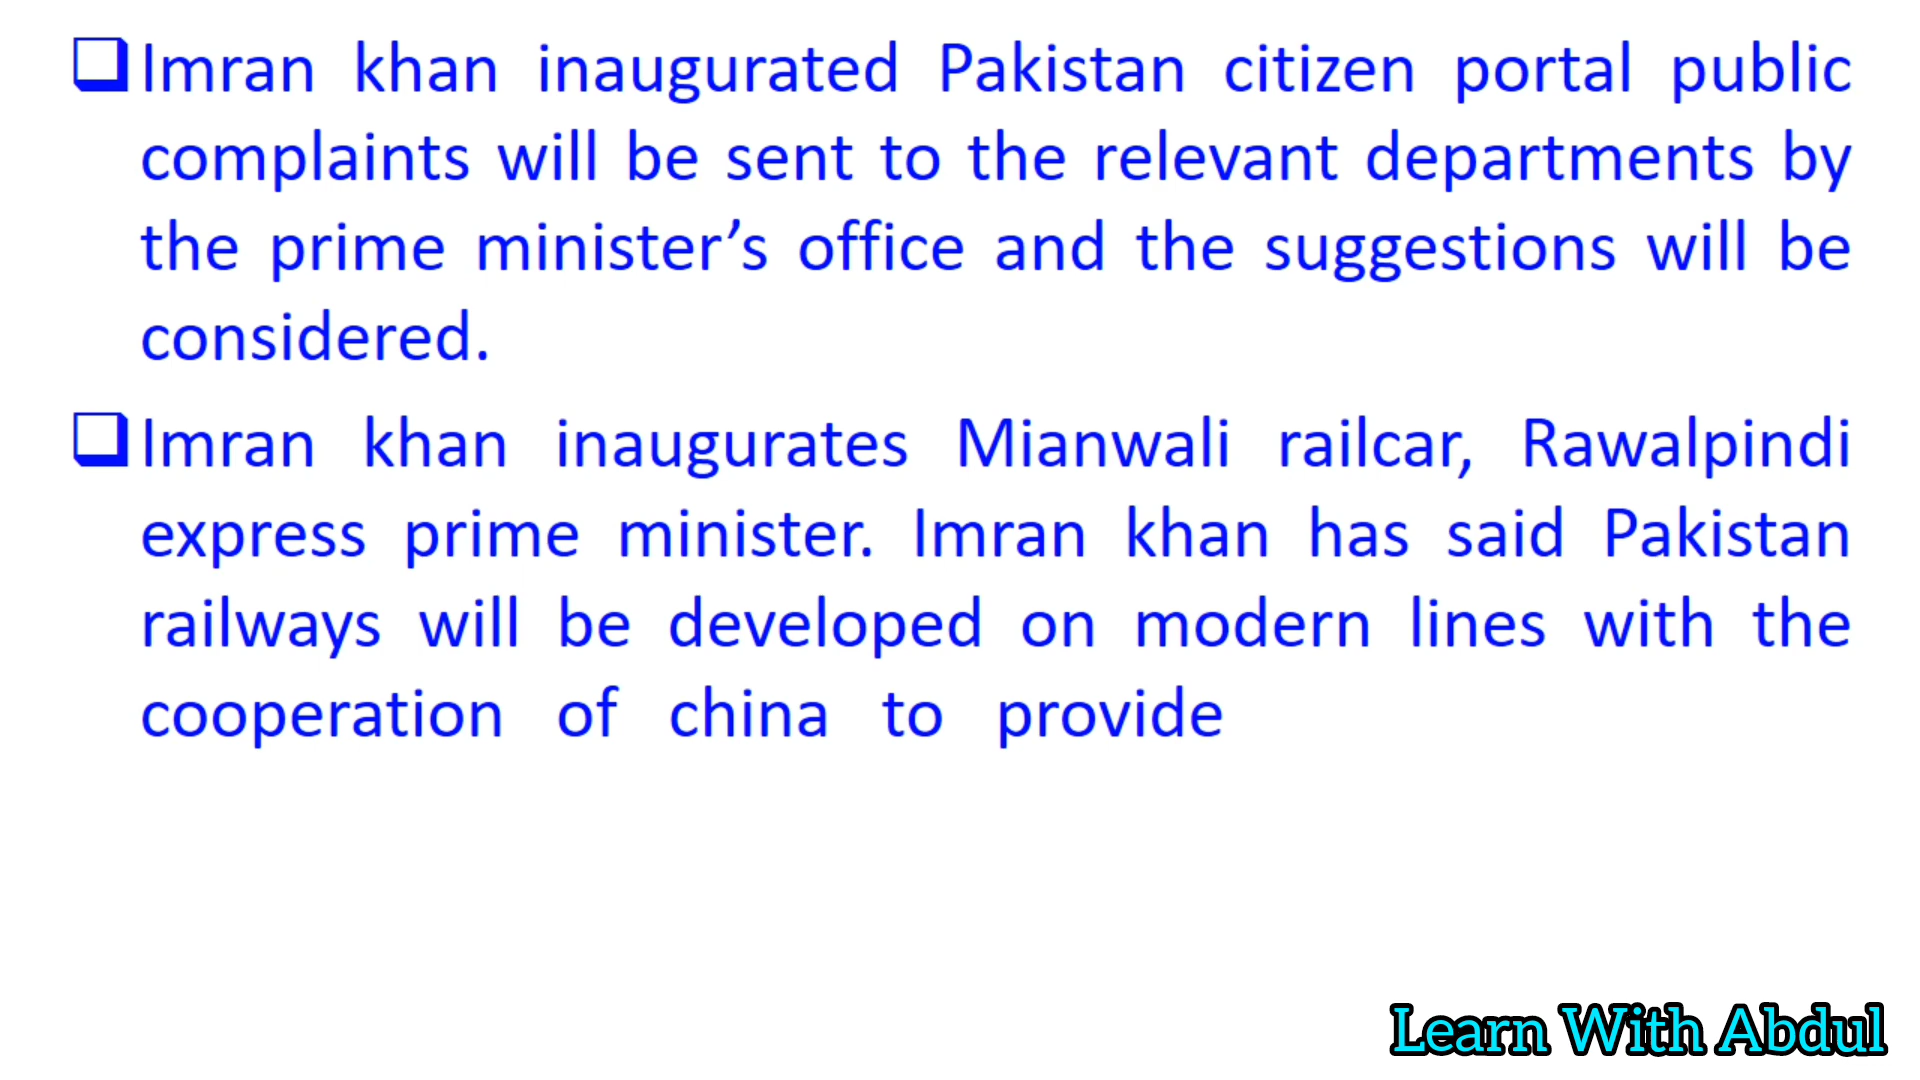 Imran khan inaugurated Pakistan citizen portal public
complaints will be sent to the relevant departments by
the prime minister’s office and the suggestions will be
considered.
Imran khan inaugurates Mianwali railcar, Rawalpindi
express prime minister. Imran khan has said Pakistan
railways will be developed on modern lines with the
cooperation of china to provide
Learn With Abdul